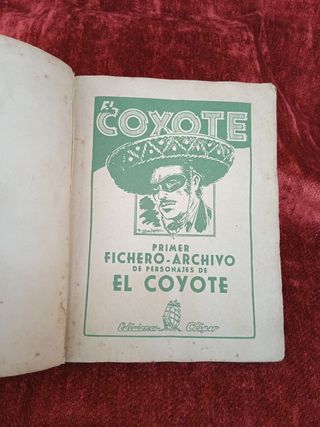 EL
COYOTE
PRIMER
FICHERO-ARCHIVO
DE PERSONAJES DE
EL COYOTE
Ediciones Cliper